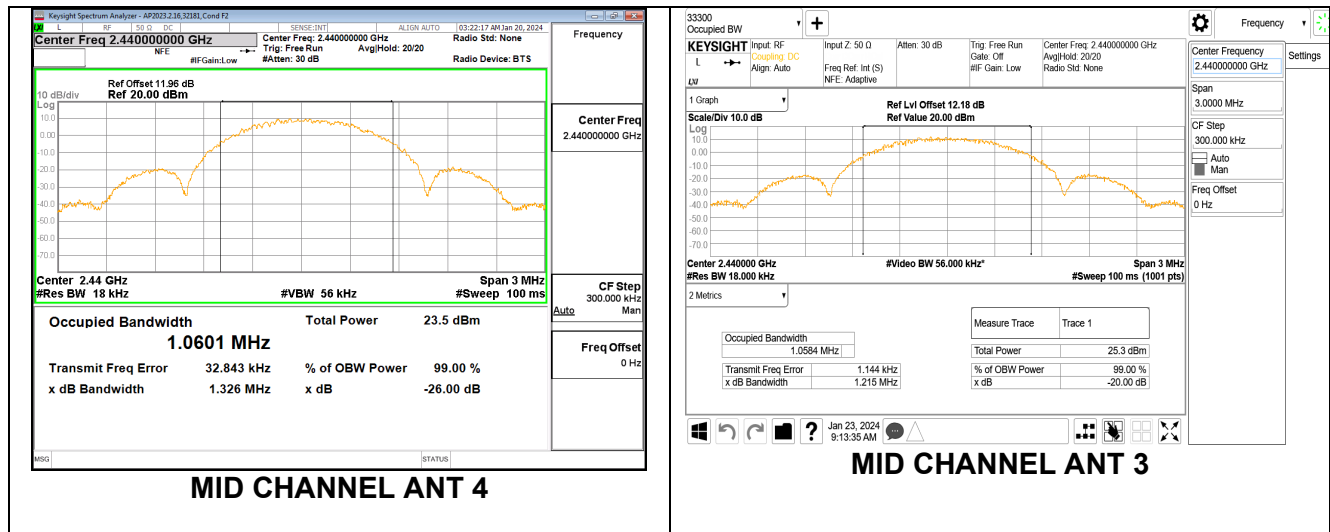 Keysight Spectrum Analyzer - AP2023.2.16,32181,Cond F2
L RF 50 Ω DC SENSE:INT ALIGN AUTO 03:22:17 AM Jan 20, 2024
Center Freq 2.440000000 GHz
NFE
#IFGain:Low
Center Freq: 2.440000000 GHz
Trig: Free Run Avg|Hold: 20/20
#Atten: 30 dB
Radio Std: None
Radio Device: BTS
Ref Offset 11.96 dB
10 dB/div Ref 20.00 dBm
Log
10.0
0.00
-10.0
-20.0
-30.0
-40.0
-50.0
-60.0
-70.0
Center 2.44 GHz Span 3 MHz
#Res BW 18 kHz #VBW 56 kHz #Sweep 100 ms
Occupied Bandwidth Total Power 23.5 dBm
1.0601 MHz
Transmit Freq Error 32.843 kHz % of OBW Power 99.00 %
x dB Bandwidth 1.326 MHz x dB -26.00 dB
MSG STATUS
Frequency
Center Freq
2.440000000 GHz
CF Step
300.000 kHz
Auto Man
Freq Offset
0 Hz
MID CHANNEL ANT 4
33300
Occupied BW
+
KEYSIGHT
L
LXI
Input: RF
Coupling: DC
Align: Auto
Input Z: 50 Ω
Freq Ref: Int (S)
NFE: Adaptive
Atten: 30 dB
Trig: Free Run
Gate: Off
#IF Gain: Low
Center Freq: 2.440000000 GHz
Avg|Hold: 20/20
Radio Std: None
1 Graph
Scale/Div 10.0 dB
Ref Lvl Offset 12.18 dB
Ref Value 20.00 dBm
Log
10.0
0.00
-10.0
-20.0
-30.0
-40.0
-50.0
-60.0
-70.0
Center 2.440000 GHz #Video BW 56.000 kHz* Span 3 MHz
#Res BW 18.000 kHz #Sweep 100 ms (1001 pts)
2 Metrics
Measure Trace Trace 1
Occupied Bandwidth
1.0584 MHz
Total Power 25.3 dBm
Transmit Freq Error 1.144 kHz % of OBW Power 99.00 %
x dB Bandwidth 1.215 MHz x dB -20.00 dB
?
Jan 23, 2024
9:13:35 AM
Frequency
Center Frequency
2.440000000 GHz
Settings
Span
3.0000 MHz
CF Step
300.000 kHz
Auto
Man
Freq Offset
0 Hz
MID CHANNEL ANT 3